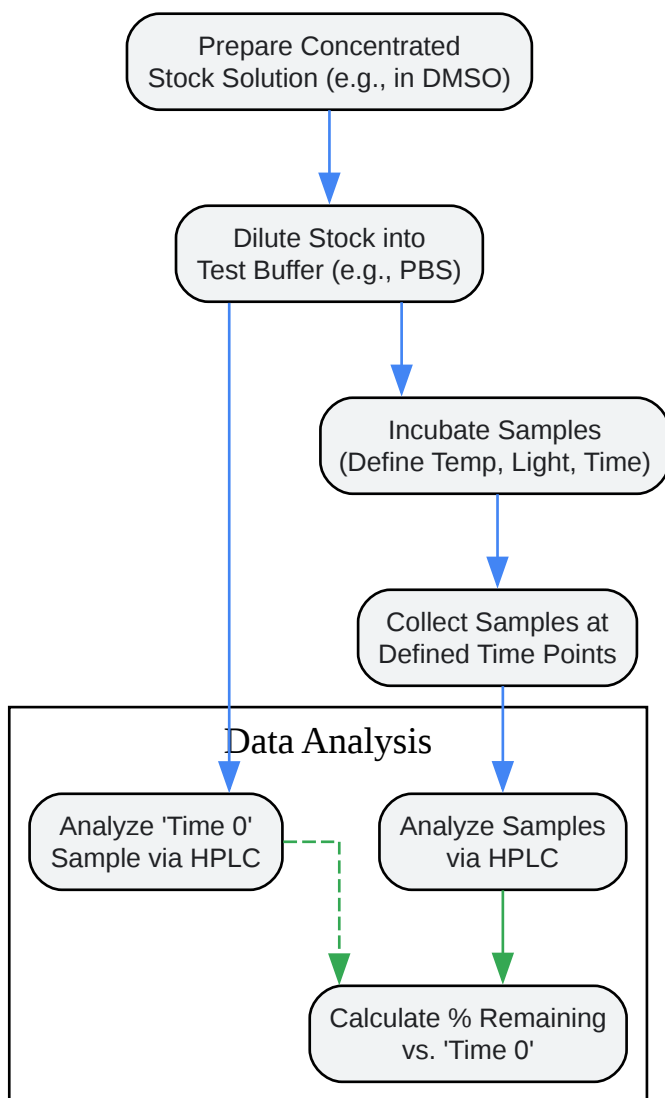 Prepare Concentrated
Stock Solution (e.g., in DMSO)
Dilute Stock into
Test Buffer (e.g., PBS)
Incubate Samples
(Define Temp, Light, Time)
Collect Samples at
Defined Time Points
Data Analysis
Analyze 'Time 0'
Sample via HPLC
Analyze Samples
via HPLC
Calculate % Remaining
vs. 'Time 0'